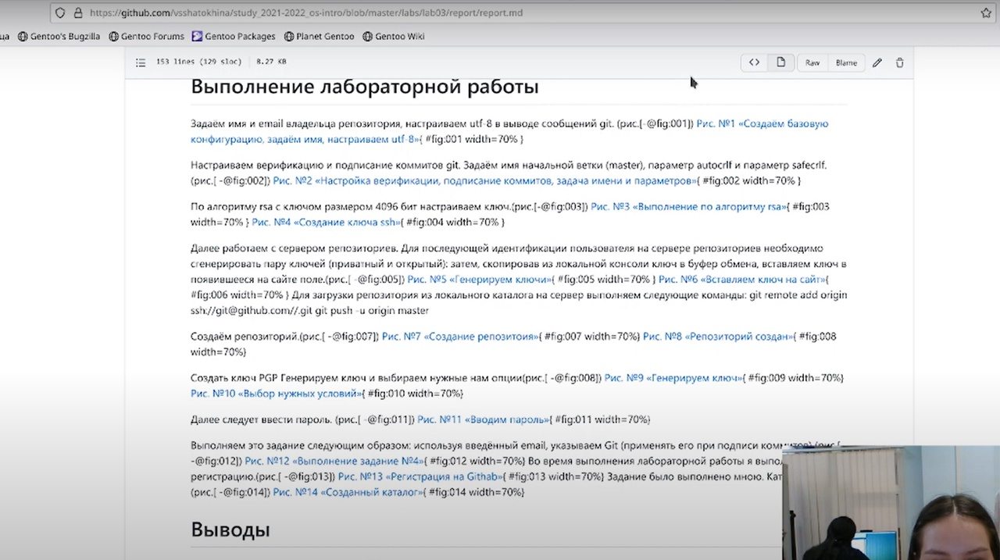 https://github.com/vsshatokhina/study_2021-2022_os-intro/blob/master/labs/lab03/report/report.md
ца Gentoo's Bugzilla Gentoo Forums Gentoo Packages Planet Gentoo Gentoo Wiki
153 lines (129 sloc) 8.27 KB Raw Blame
Выполнение лабораторной работы
Задаём имя и email владельца репозитория, настраиваем utf-8 в выводе сообщений git. (рис.[-@fig:001]) Рис. №1 «Создаём базовую
конфигурацию, задаём имя, настраиваем utf-8»{ #fig:001 width=70% }
Настраиваем верификацию и подписание коммитов git. Задаём имя начальной ветки (master), параметр autocrlf и параметр safecrlf.
(рис.[ -@fig:002]) Рис. №2 «Настройка верификации, подписание коммитов, задача имени и параметров»{ #fig:002 width=70% }
По алгоритму rsa с ключом размером 4096 бит настраиваем ключ.(рис.[-@fig:003]) Рис. №3 «Выполнение по алгоритму rsa»{ #fig:003
width=70% } Рис. №4 «Создание ключа ssh»{ #fig:004 width=70% }
Далее работаем с сервером репозиториев. Для последующей идентификации пользователя на сервере репозиториев необходимо
сгенерировать пару ключей (приватный и открытый): затем, скопировав из локальной консоли ключ в буфер обмена, вставляем ключ в
появившееся на сайте поле.(рис.[ -@fig:005]) Рис. №5 «Генерируем ключи»{ #fig:005 width=70% } Рис. №6 «Вставляем ключ на сайт»{
#fig:006 width=70% } Для загрузки репозитория из локального каталога на сервер выполняем следующие команды: git remote add origin
ssh://git@github.com//.git git push -u origin master
Создаём репозиторий.(рис.[ -@fig:007]) Рис. №7 «Создание репозитоия»{ #fig:007 width=70%} Рис. №8 «Репозиторий создан»{ #fig:008
width=70%}
Создать ключ PGP Генерируем ключ и выбираем нужные нам опции(рис.[ -@fig:008]) Рис. №9 «Генерируем ключ»{ #fig:009 width=70%}
Рис. №10 «Выбор нужных условий»{ #fig:010 width=70%}
Далее следует ввести пароль. (рис.[ -@fig:011]) Рис. №11 «Вводим пароль»{ #fig:011 width=70%}
Выполняем это задание следующим образом: используя введённый email, указываем Git (применять его при подписи коммитов).(рис.[
-@fig:012]) Рис. №12 «Выполнение задание №4»{ #fig:012 width=70%} Во время выполнения лабораторной работы я
регистрацию.(рис.[ -@fig:013]) Рис. №13 «Регистрация на Githab»{ #fig:013 width=70%} Задание было выполнено мною.
(рис.[ -@fig:014]) Рис. №14 «Созданный каталог»{ #fig:014 width=70%}
Выводы